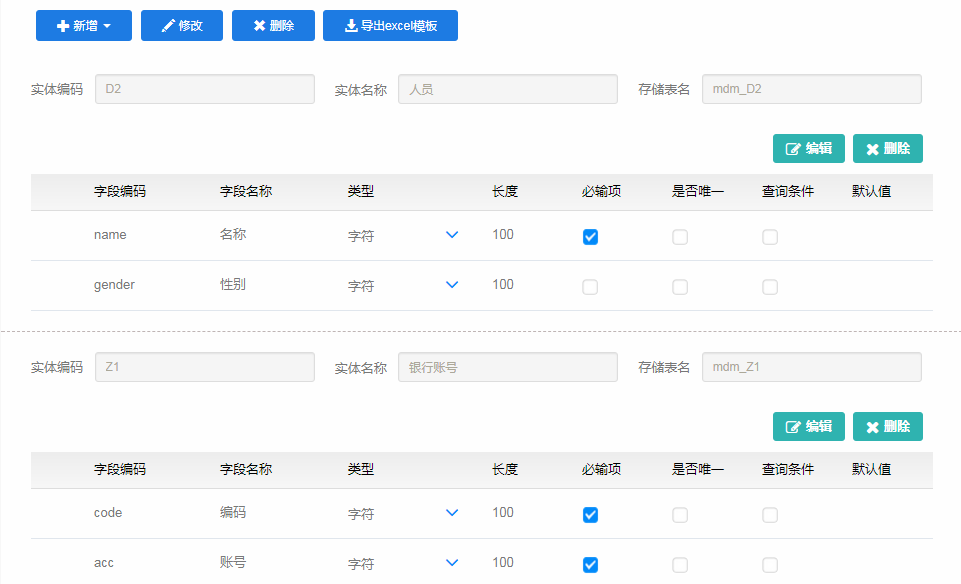 新增 修改 删除 导出excel模板
实体编码 D2 实体名称 人员 存储表名 mdm_D2
编辑 删除
字段编码 字段名称 类型 长度 必输项 是否唯一 查询条件 默认值
name 名称 字符 100
gender 性别 字符 100
实体编码 Z1 实体名称 银行账号 存储表名 mdm_Z1
编辑 删除
字段编码 字段名称 类型 长度 必输项 是否唯一 查询条件 默认值
code 编码 字符 100
acc 账号 字符 100